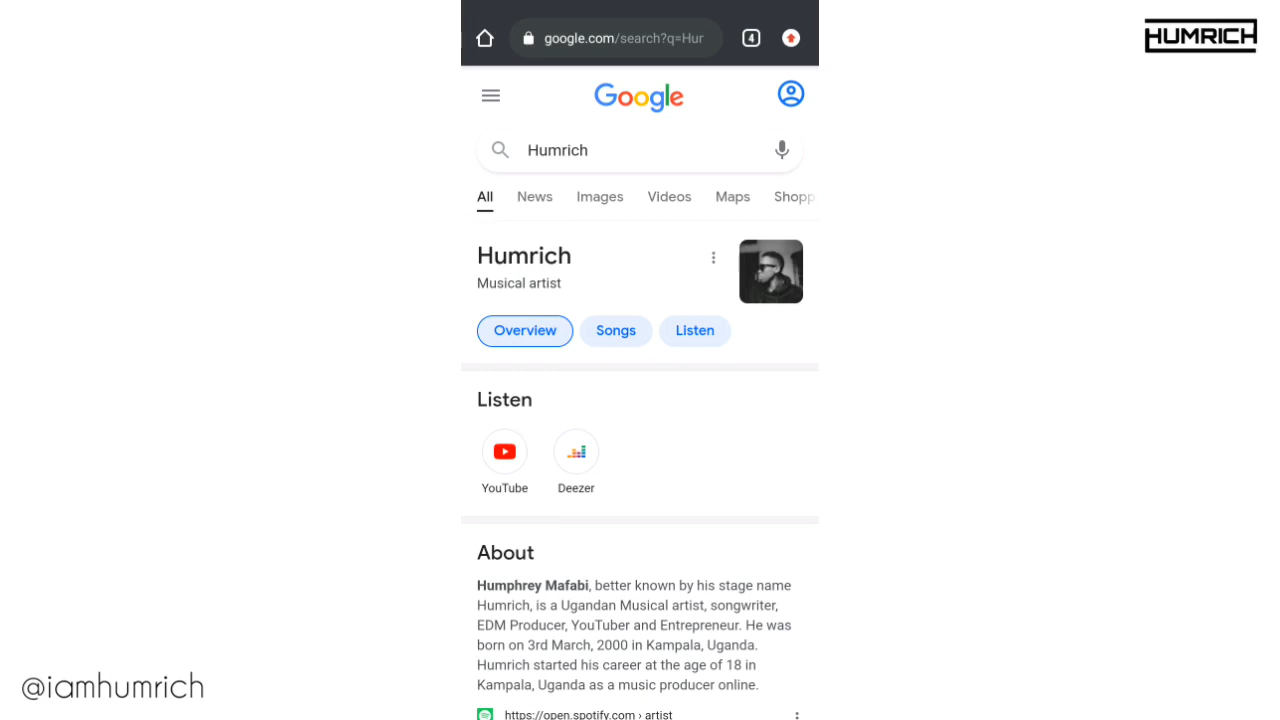 HUMRICH
google.com/search?q=Hur
4
Google
Humrich
All News Images Videos Maps Shopp
Humrich
Musical artist
Overview Songs Listen
Listen
YouTube Deezer
About
Humphrey Mafabi, better known by his stage name
Humrich, is a Ugandan Musical artist, songwriter,
EDM Producer, YouTuber and Entrepreneur. He was
born on 3rd March, 2000 in Kampala, Uganda.
Humrich started his career at the age of 18 in
Kampala, Uganda as a music producer online.
https://open.spotify.com › artist
@iamhumrich